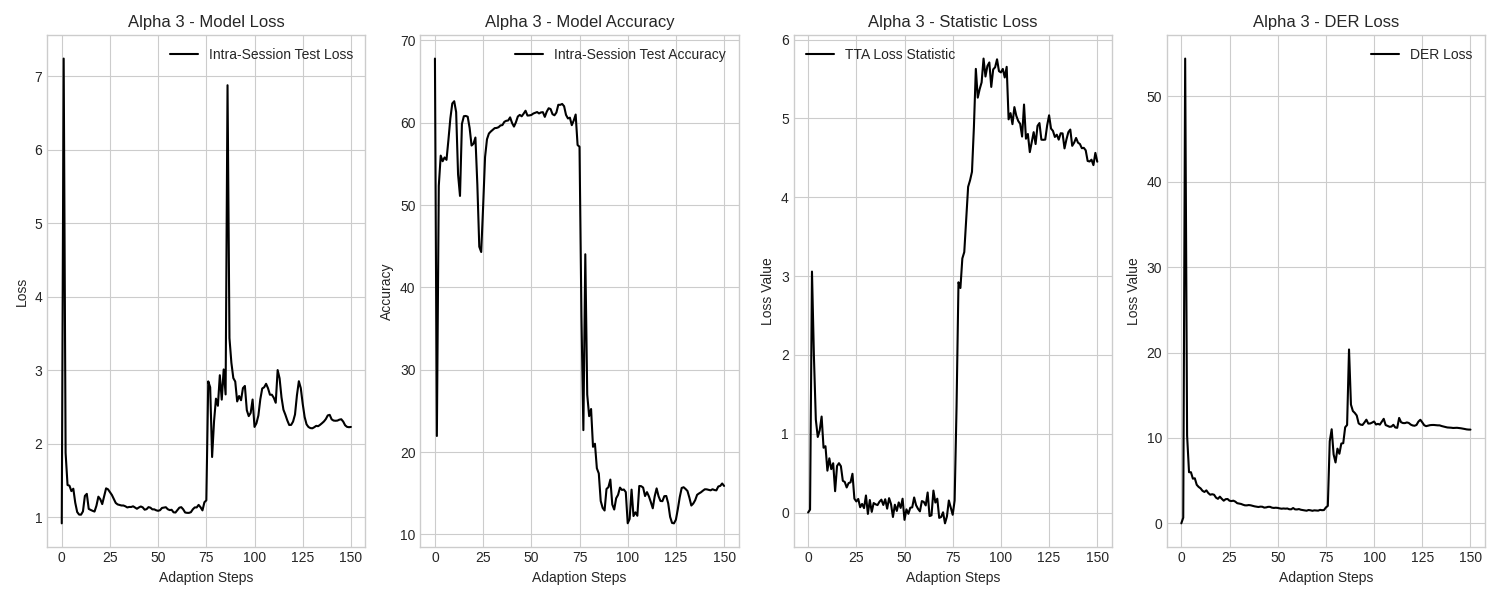 Alpha 3 - Model Loss
Intra-Session Test Loss
7
6
5
4
3
2
1
0 25 50 75 100 125 150
Loss
Adaption Steps
Alpha 3 - Model Accuracy
Intra-Session Test Accuracy
70
60
50
40
30
20
10
0 25 50 75 100 125 150
Accuracy
Adaption Steps
Alpha 3 - Statistic Loss
TTA Loss Statistic
6
5
4
3
2
1
0
0 25 50 75 100 125 150
Loss Value
Adaption Steps
Alpha 3 - DER Loss
DER Loss
50
40
30
20
10
0
0 25 50 75 100 125 150
Loss Value
Adaption Steps